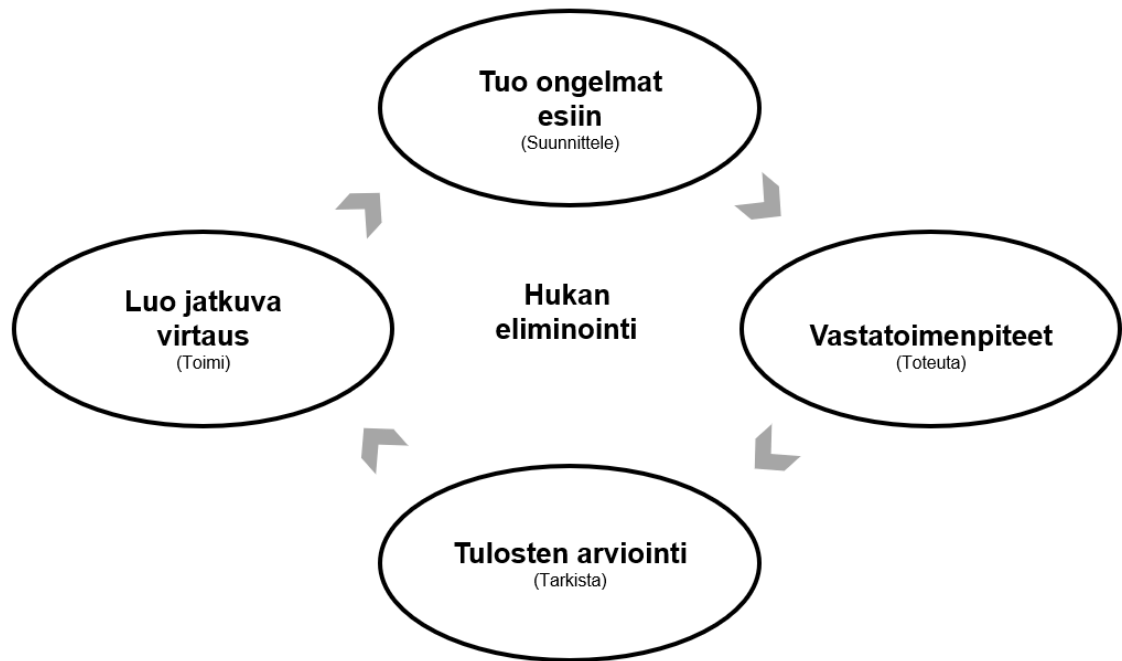 Tuo ongelmat
esiin
(Suunnittele)
Luo jatkuva
virtaus
(Toimi)
Hukan
eliminointi
Vastatoimenpiteet
(Toteuta)
Tulosten arviointi
(Tarkista)